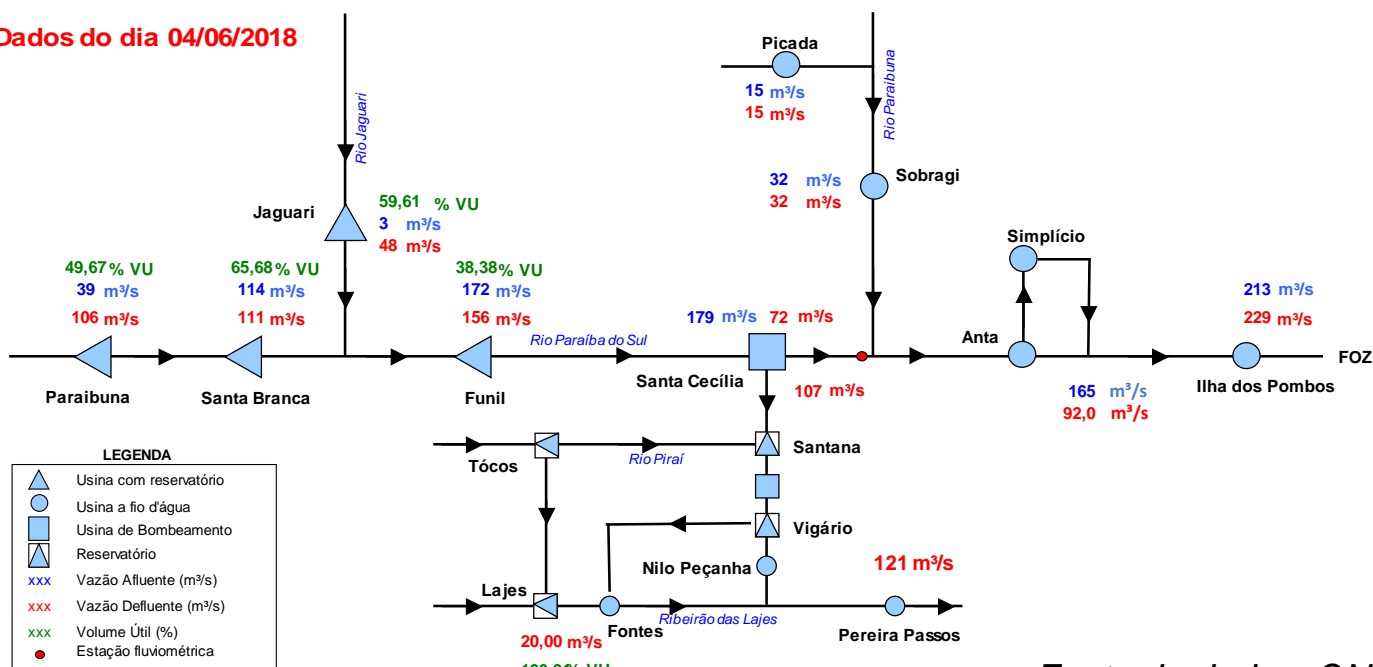 Dados do dia 04/06/2018
Picada
15 m³/s
15 m³/s
Rio Paraibuna
Rio Jaguari
Sobragi
32 m³/s
32 m³/s
Jaguari
59,61 % VU
3 m³/s
48 m³/s
Simplício
49,67% VU
39 m³/s
106 m³/s
65,68% VU
114 m³/s
111 m³/s
38,38% VU
172 m³/s
156 m³/s
179 m³/s 72 m³/s
213 m³/s
229 m³/s
Rio Paraíba do Sul
Anta
FOZ
Paraibuna
Santa Branca
Funil
Santa Cecília
107 m³/s
165 m³/s
92,0 m³/s
Ilha dos Pombos
LEGENDA
Usina com reservatório
Usina a fio d'água
Usina de Bombeamento
Reservatório
xxx Vazão Afluente (m³/s)
xxx Vazão Defluente (m³/s)
xxx Volume Útil (%)
Estação fluviométrica
Tócos
Rio Piraí
Santana
Vigário
Nilo Peçanha
121 m³/s
Lajes
Fontes
Ribeirão das Lajes
Pereira Passos
20,00 m³/s
% VU